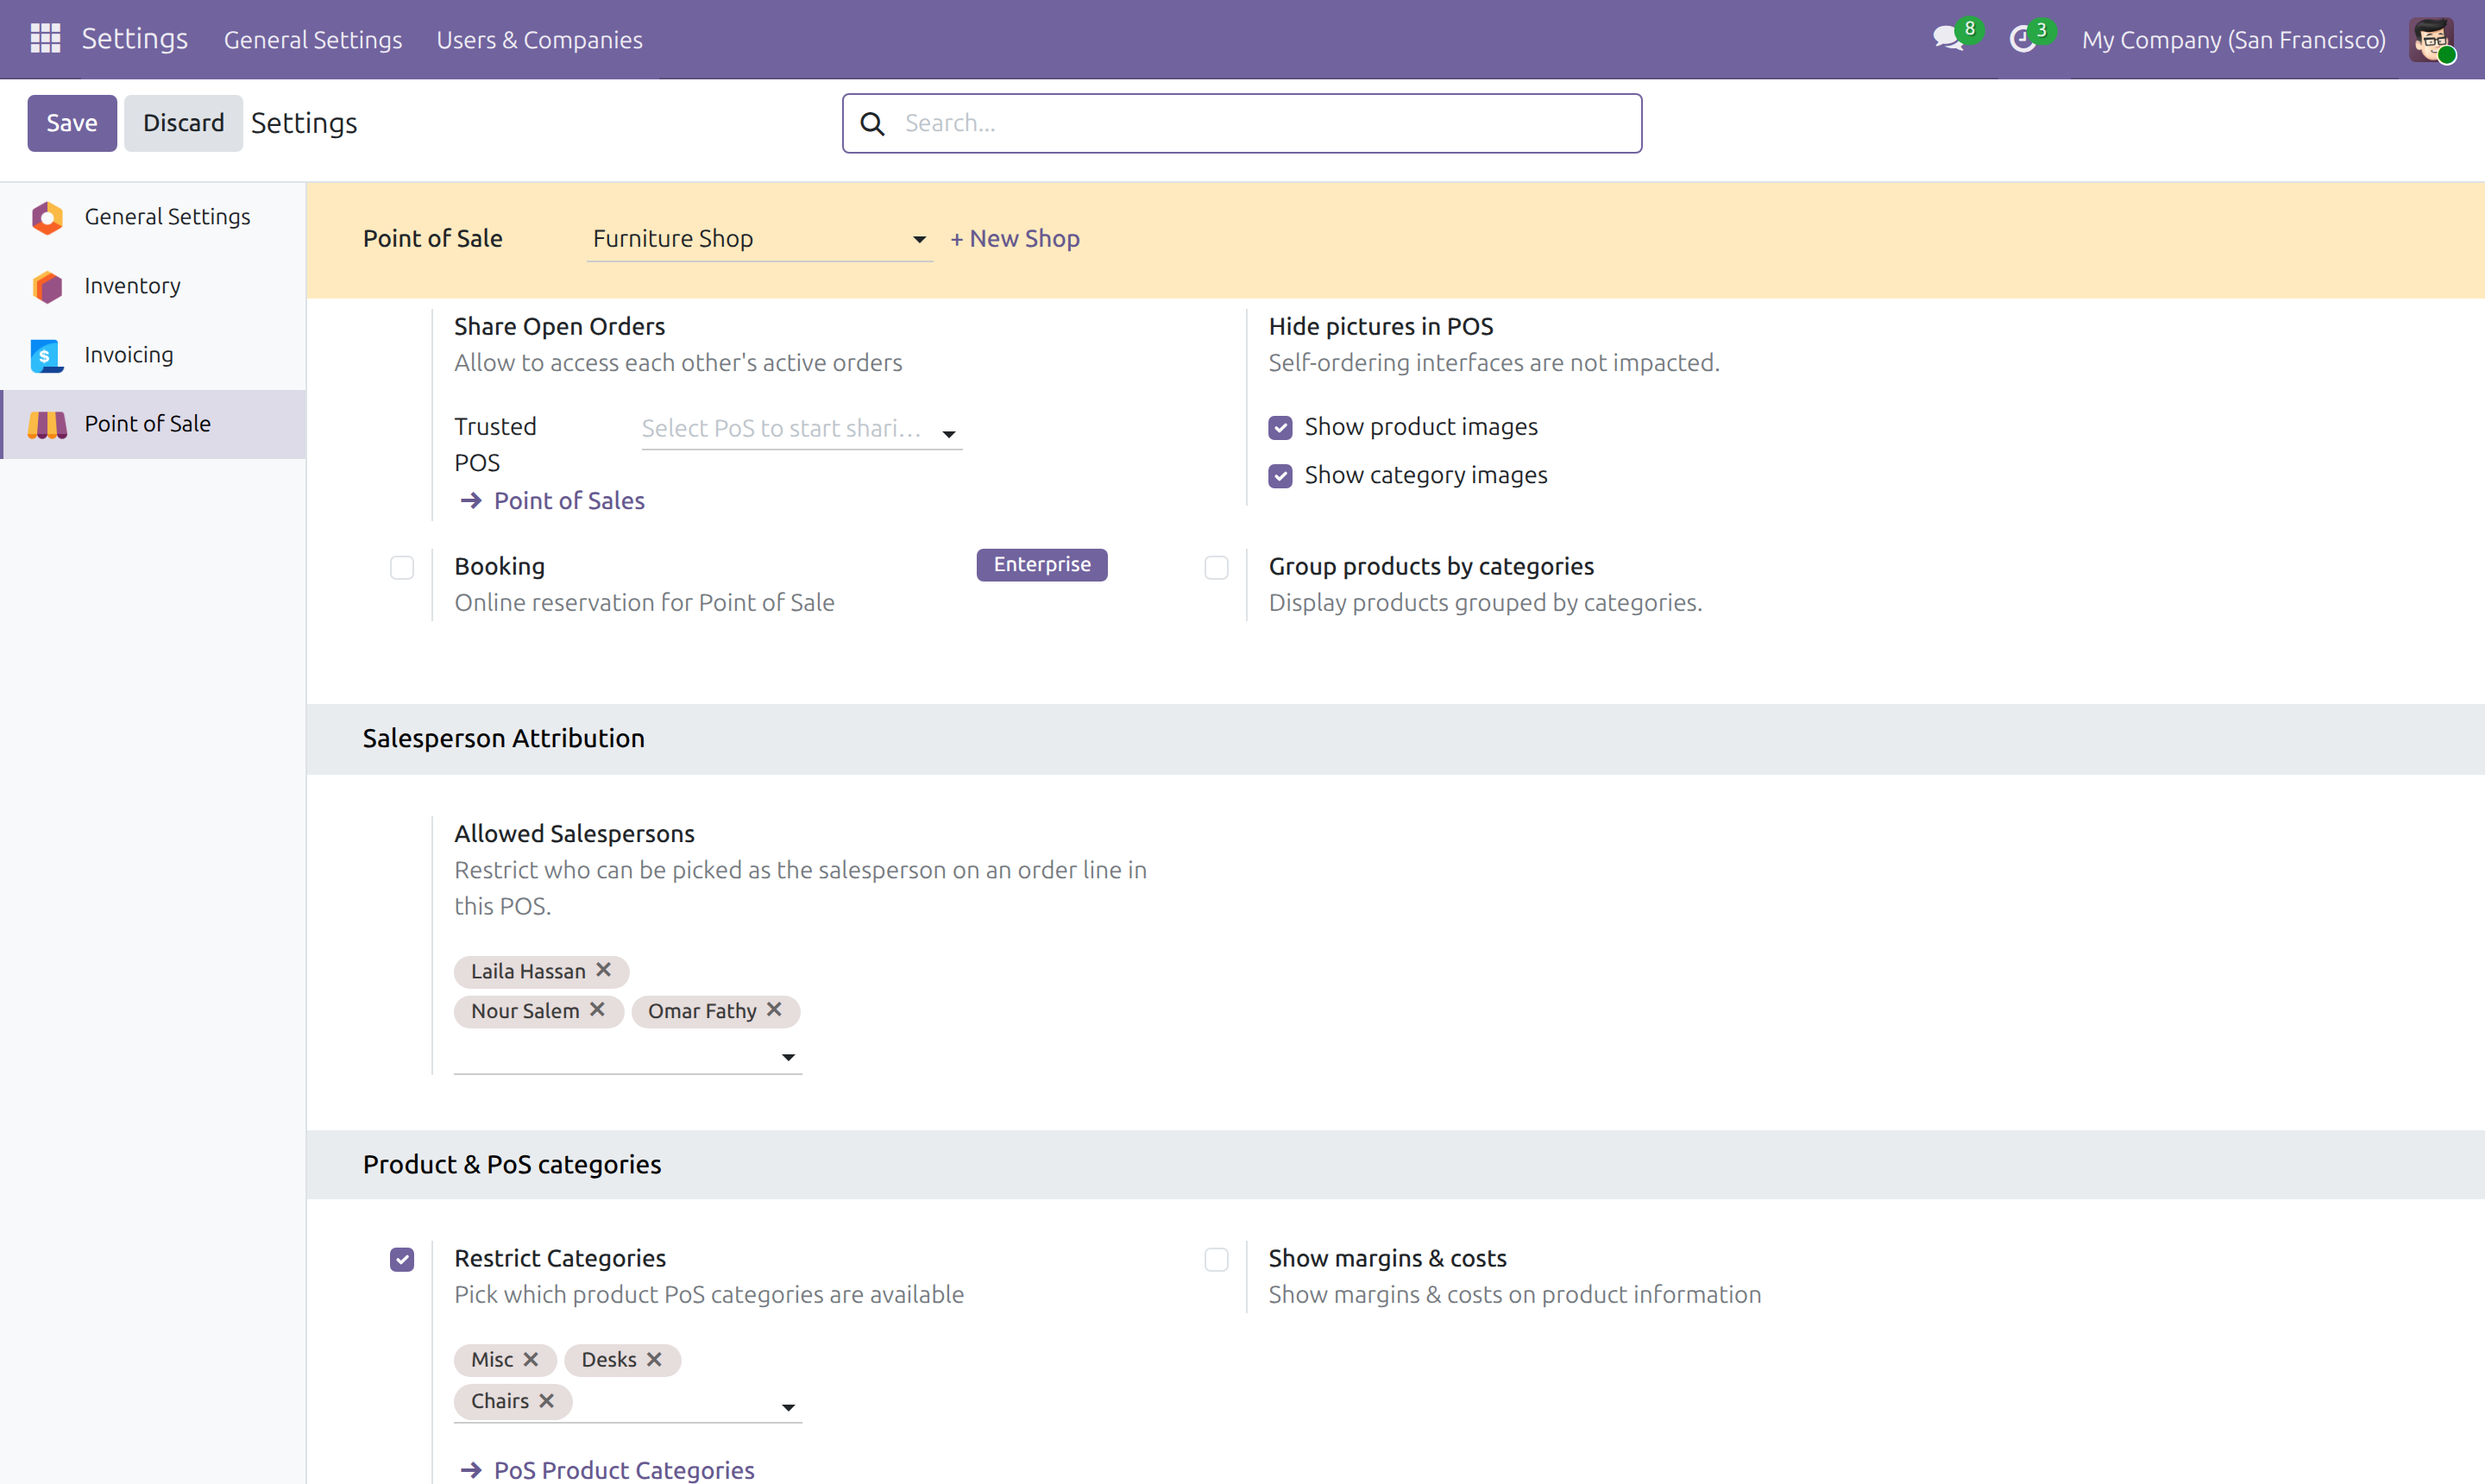 Settings General Settings Users & Companies 8 3 My Company (San Francisco)
Save Discard Settings Search...
General Settings
Inventory
Invoicing
Point of Sale
Point of Sale Furniture Shop + New Shop
Share Open Orders
Allow to access each other's active orders
Trusted
POS
Select PoS to start shari...
Point of Sales
Hide pictures in POS
Self-ordering interfaces are not impacted.
Show product images
Show category images
Booking Enterprise
Online reservation for Point of Sale
Group products by categories
Display products grouped by categories.
Salesperson Attribution
Allowed Salespersons
Restrict who can be picked as the salesperson on an order line in
this POS.
Laila Hassan
Nour Salem Omar Fathy
Product & PoS categories
Restrict Categories
Pick which product PoS categories are available
Misc Desks
Chairs
PoS Product Categories
Show margins & costs
Show margins & costs on product information